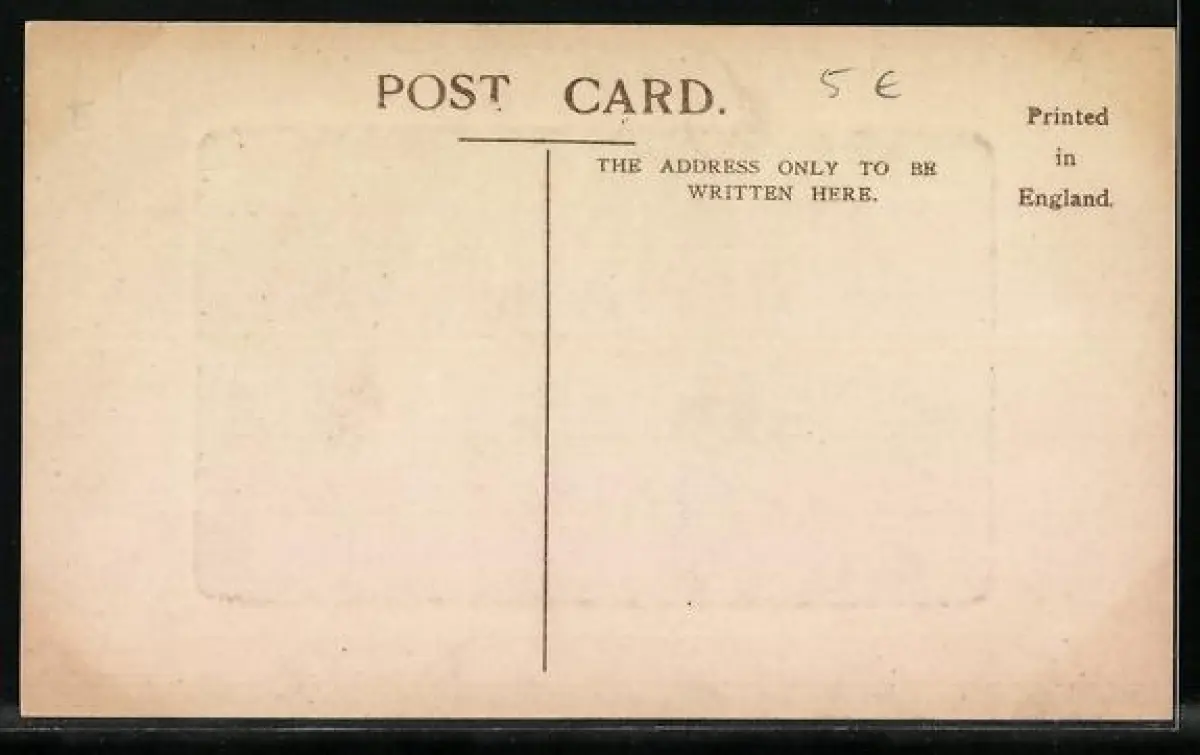 POST CARD.
5 €
Printed
in
England.
THE ADDRESS ONLY TO BE
WRITTEN HERE.